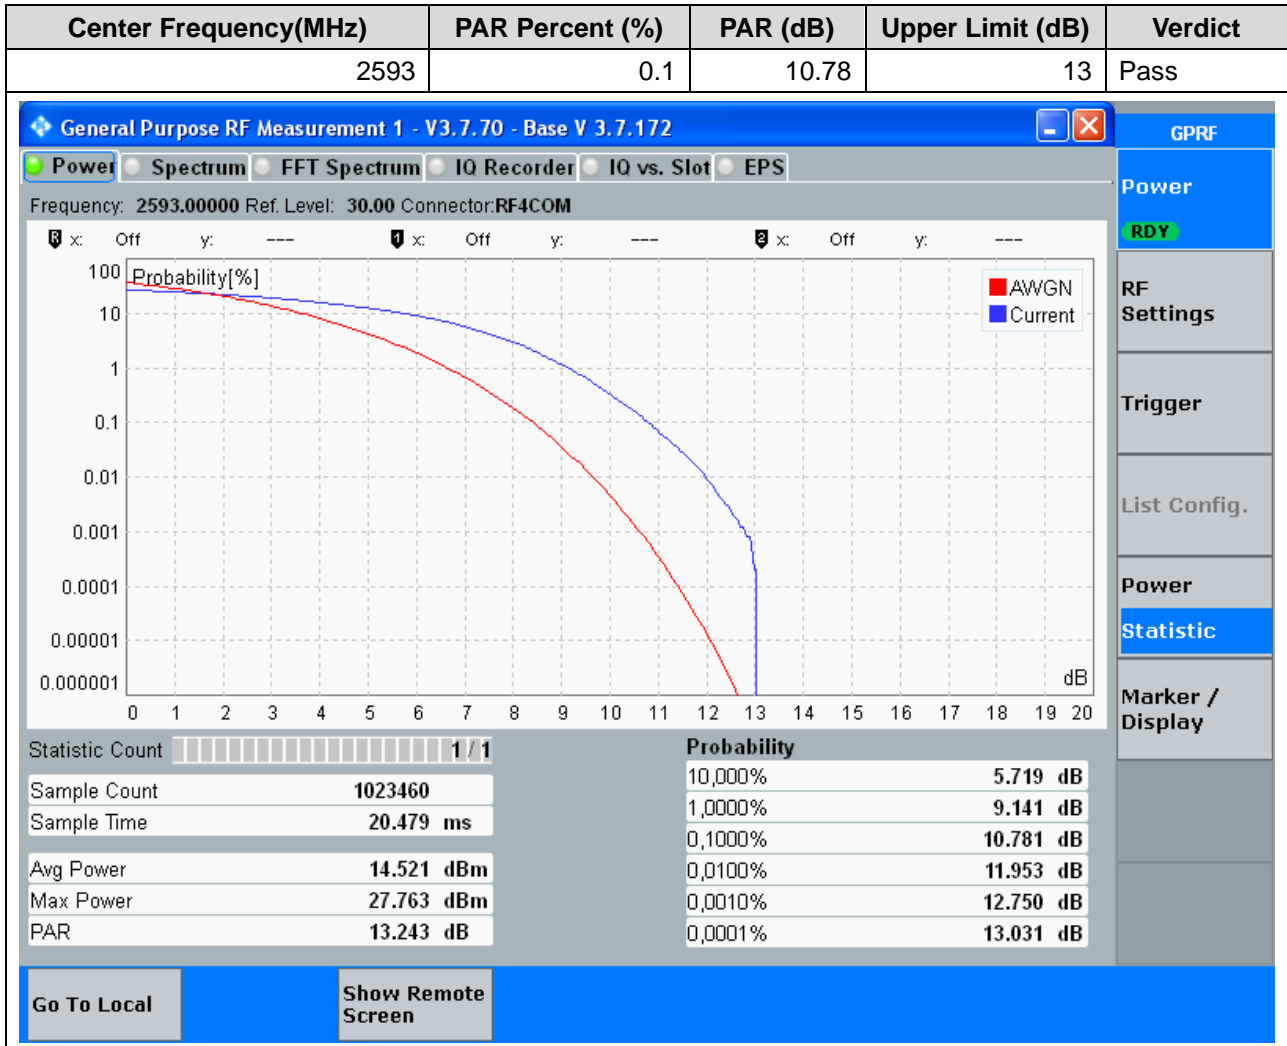 Center Frequency(MHz) PAR Percent (%) PAR (dB) Upper Limit (dB) Verdict
2593 0.1 10.78 13 Pass
General Purpose RF Measurement 1 - V3.7.70 - Base V 3.7.172
GPRF
Power Spectrum FFT Spectrum IQ Recorder IQ vs. Slot EPS
Frequency: 2593.00000 Ref. Level: 30.00 Connector:RF4COM
R x: Off y: --- 1 x: Off y: --- 2 x: Off y: ---
Probability[%]
AWGN
Current
100
10
1
0.1
0.01
0.001
0.0001
0.00001
0.000001
dB
0 1 2 3 4 5 6 7 8 9 10 11 12 13 14 15 16 17 18 19 20
Power
RDY
RF
Settings
Trigger
List Config.
Power
Statistic
Marker /
Display
Statistic Count 1 / 1
Sample Count 1023460
Sample Time 20.479 ms
Avg Power 14.521 dBm
Max Power 27.763 dBm
PAR 13.243 dB
Probability
10,000% 5.719 dB
1,0000% 9.141 dB
0,1000% 10.781 dB
0,0100% 11.953 dB
0,0010% 12.750 dB
0,0001% 13.031 dB
Go To Local
Show Remote
Screen